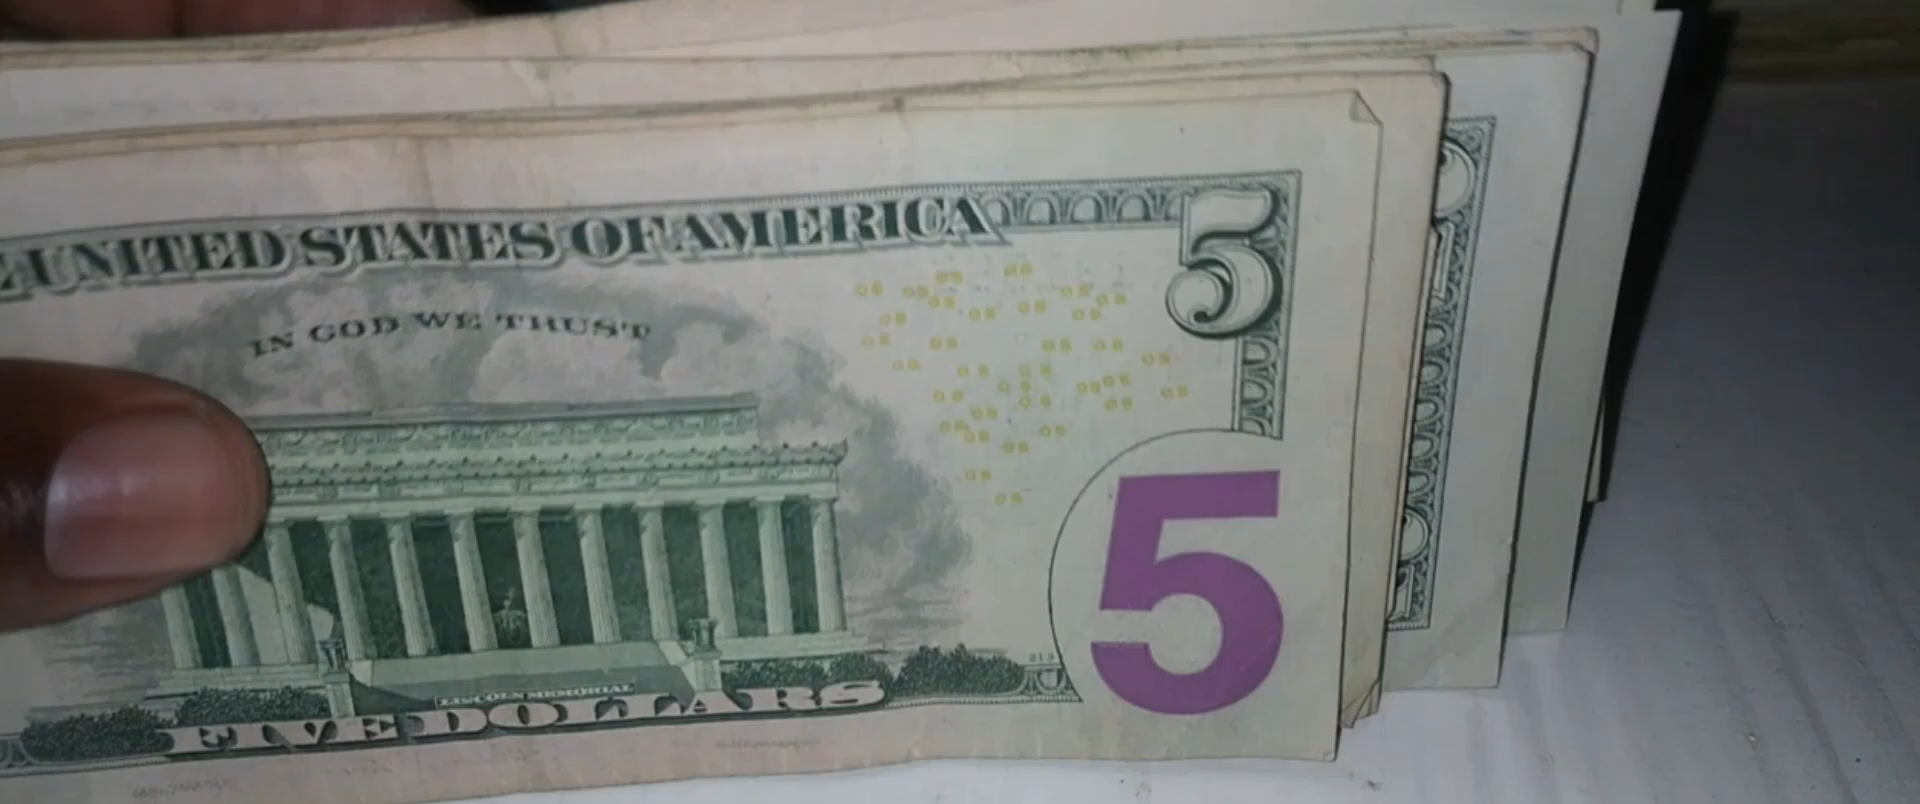 UNITED STATES OF AMERICA
5
IN GOD WE TRUST
5
LINCOLN MEMORIAL
FIVE DOLLARS